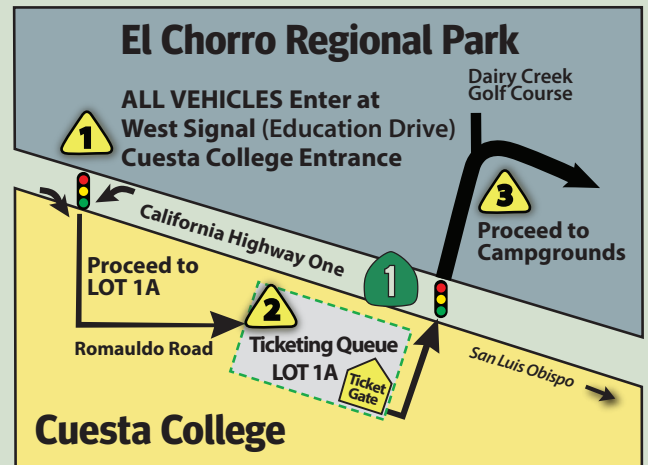 El Chorro Regional Park
Dairy Creek
Golf Course
1
ALL VEHICLES Enter at
West Signal (Education Drive)
Cuesta College Entrance
3
Proceed to
Campgrounds
California Highway One
1
Proceed to
LOT 1A
2
Romauldo Road
Ticketing Queue
LOT 1A
Ticket
Gate
San Luis Obispo
Cuesta College